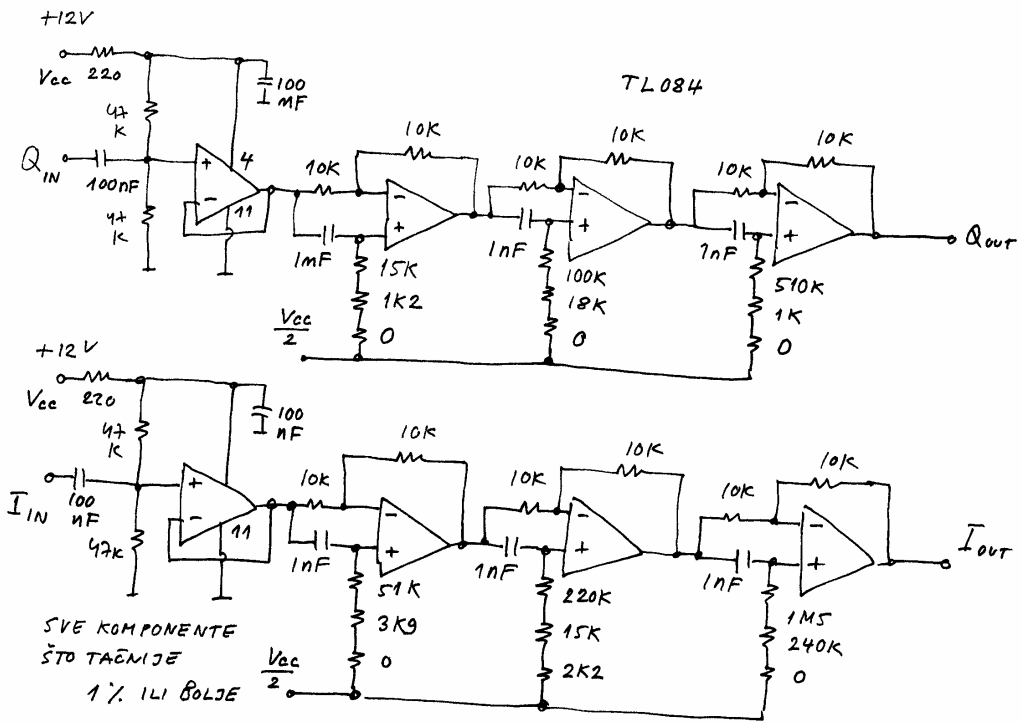 +12V
Vcc 220
100 mF
TL084
47 K
Q IN
100nF
4
+
-
11
47 K
10K
10K
-
+
1mF
15K
1K2
0
10K
10K
-
+
1nF
100K
18K
0
10K
10K
-
+
1nF
510K
1K
0
Q OUT
Vcc/2
+12V
Vcc 220
100 nF
47 K
I IN
100 nF
+
-
11
47K
10K
10K
-
+
1nF
51K
3K9
0
10K
10K
-
+
1nF
220K
15K
2K2
10K
10K
-
+
1nF
1M5
240K
0
I OUT
Vcc/2
SVE KOMPONENTE
ŠTO TAČNIJE
1% ILI BOLJE